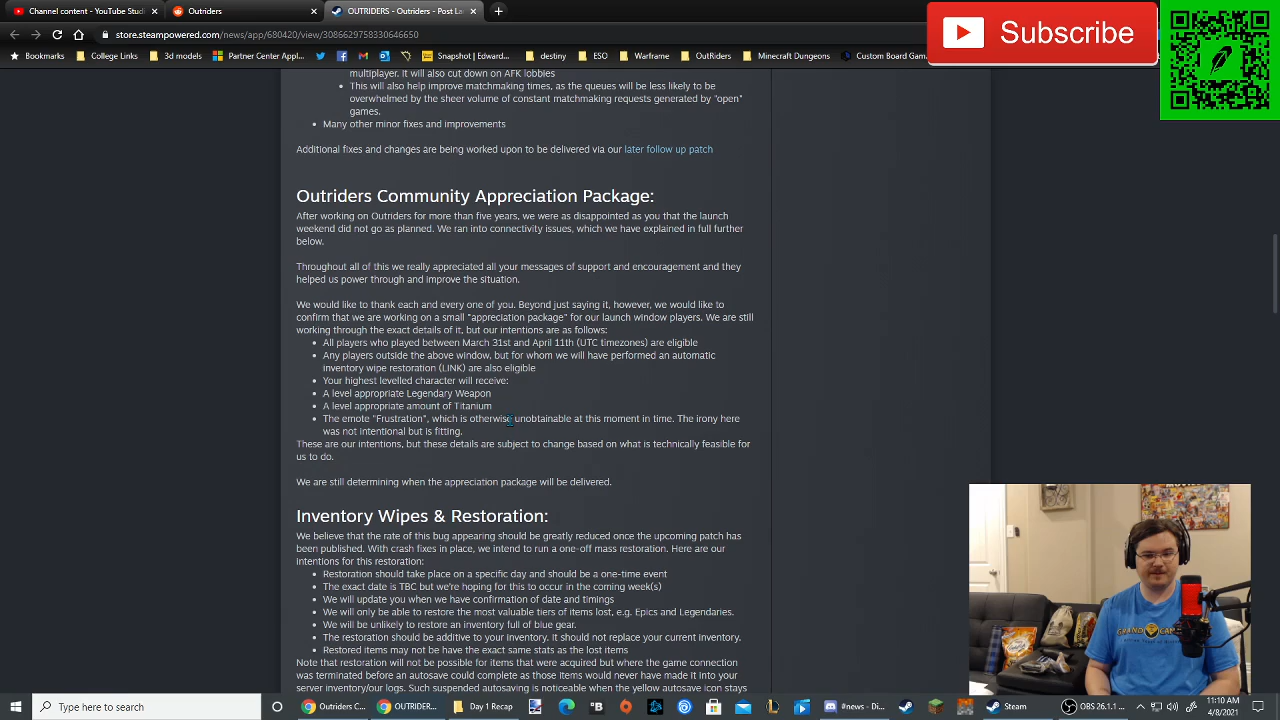 Channel content - YouTube Studio
Outriders
OUTRIDERS - Outriders - Post La
store.steampowered.com/news/app/680420/view/3086629758330646650
Subscribe
Bookmarks
College Links
3d models
Partner Center App...
Snapshot | Edward...
destiny
ESO
Warframe
OutRiders
Minecraft Dungeons
Custom Board Gam
multiplayer. It will also cut down on AFK lobbies
This will also help improve matchmaking times, as the queues will be less likely to be
overwhelmed by the sheer volume of constant matchmaking requests generated by "open"
games.
Many other minor fixes and improvements
Additional fixes and changes are being worked upon to be delivered via our later follow up patch
Outriders Community Appreciation Package:
After working on Outriders for more than five years, we were as disappointed as you that the launch
weekend did not go as planned. We ran into connectivity issues, which we have explained in full further
below.
Throughout all of this we really appreciated all your messages of support and encouragement and they
helped us power through and improve the situation.
We would like to thank each and every one of you. Beyond just saying it, however, we would like to
confirm that we are working on a small "appreciation package" for our launch window players. We are still
working through the exact details of it, but our intentions are as follows:
All players who played between March 31st and April 11th (UTC timezones) are eligible
Any players outside the above window, but for whom we will have performed an automatic
inventory wipe restoration (LINK) are also eligible
Your highest levelled character will receive:
A level appropriate Legendary Weapon
A level appropriate amount of Titanium
The emote "Frustration", which is otherwise unobtainable at this moment in time. The irony here
was not intentional but is fitting.
These are our intentions, but these details are subject to change based on what is technically feasible for
us to do.
We are still determining when the appreciation package will be delivered.
Inventory Wipes & Restoration:
We believe that the rate of this bug appearing should be greatly reduced once the upcoming patch has
been published. With crash fixes in place, we intend to run a one-off mass restoration. Here are our
intentions for this restoration:
Restoration should take place on a specific day and should be a one-time event
The exact date is TBC but we're hoping for this to occur in the coming week(s)
We will update you when we have confirmation of date and timings
We will only be able to restore the most valuable tiers of items lost, e.g. Epics and Legendaries.
We will be unlikely to restore an inventory full of blue gear.
The restoration should be additive to your inventory. It should not replace your current inventory.
Restored items may not be have the exact same sats as the lost items
Note that restoration will not be possible for items that were acquired but where the game connection
was terminated before an autosave could complete as those items would never have made it into your
server inventory/our logs. Such suspended autosaving is noticeable when the yellow autosave icon stays
Type here to search
Outriders C...
OUTRIDERS ...
Day 1 Recap
#news - Di...
Steam
OBS 26.1.1 ...
11:10 AM
4/8/2021